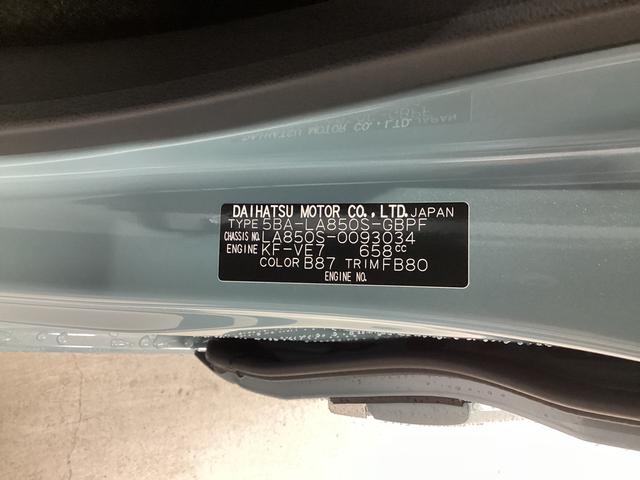 DAIHATSU MOTOR CO.,LTD. JAPAN
TYPE 5BA-LA850S-GBPF
CHASSIS NO. LA850S-0093034
ENGINE KF-VE7 658CC
COLOR B87 TRIM FB80
ENGINE NO.